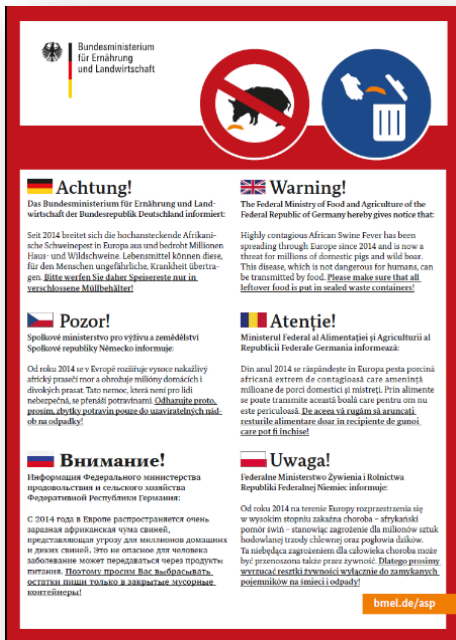 Bundesministerium
für Ernährung
und Landwirtschaft
Achtung!
Das Bundesministerium für Ernährung und Land-
wirtschaft der Bundesrepublik Deutschland informiert:
Seit 2014 breitet sich die hochansteckende Afrikani-
sche Schweinepest in Europa aus und bedroht Millionen
Haus- und Wildschweine. Lebensmittel können diese,
für den Menschen ungefährliche, Krankheit übertra-
gen. Bitte werfen Sie daher Speisereste nur in
verschlossene Müllbehälter!
Warning!
The Federal Ministry of Food and Agriculture of the
Federal Republic of Germany hereby gives notice that:
Highly contagious African Swine Fever has been
spreading through Europe since 2014 and is now a
threat for millions of domestic pigs and wild boar.
This disease, which is not dangerous for humans, can
be transmitted by food. Please make sure that all
leftover food is put in sealed waste containers!
Pozor!
Spolkové ministerstvo pro výživu a zemědělství
Spolkové republiky Německo informuje:
Od roku 2014 se v Evropě rozšiřuje vysoce nakažlivý
africký prasečí mor a ohrožuje milióny domácích i
divokých prasat. Tato nemoc, která není pro lidi
nebezpečná, se přenáší potravinami. Odhazujte proto,
prosím, zbytky potravin pouze do uzaviratelných nád-
ob na odpadky!
Atenție!
Ministerul Federal al Alimentației și Agriculturii al
Republicii Federale Germania informează:
Din anul 2014 se răspândește în Europa pesta porcină
africană extrem de contagioasă care amenință
milioane de porci domestici și mistreți. Prin alimente
se poate transmite această boală care pentru om nu
este periculoasă. De aceea vă rugăm să aruncați
resturile alimentare doar în recipiente de gunoi
care pot fi închise!
Внимание!
Информация Федерального министерства
продовольствия и сельского хозяйства
Федеративной Республики Германия:
С 2014 года в Европе распространяется очень
заразная африканская чума свиней,
представляющая угрозу для миллионов домашних
и диких свиней. Это не опасное для человека
заболевание может передаваться через продукты
питания. Поэтому просим Вас выбрасывать
остатки пищи только в закрытые мусорные
контейнеры!
Uwaga!
Federalne Ministerstwo Żywienia i Rolnictwa
Republiki Federalnej Niemiec informuje:
Od roku 2014 na terenie Europy rozprzestrzenia się
w wysokim stopniu zakaźna choroba – afrykański
pomór świń – stanowiąc zagrożenie dla milionów sztuk
hodowlanej trzody chlewnej oraz pogłowia dzików.
Ta niebędąca zagrożeniem dla człowieka choroba może
być przenoszona także przez żywność. Dlatego prosimy
wyrzucać resztki żywności wyłącznie do zamykanych
pojemników na śmieci i odpady!
bmel.de/asp